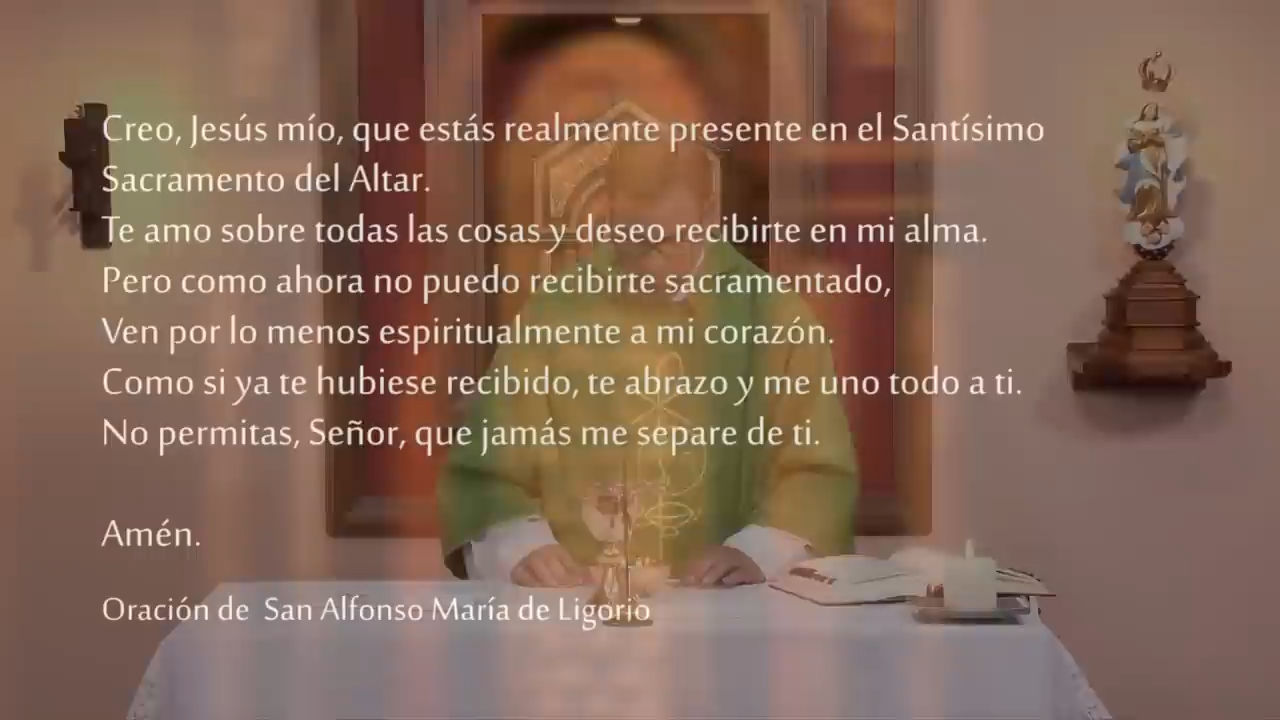 Creo, Jesús mío, que estás realmente presente en el Santísimo
Sacramento del Altar.
Te amo sobre todas las cosas y deseo recibirte en mi alma.
Pero como ahora no puedo recibirte sacramentado,
Ven por lo menos espiritualmente a mi corazón.
Como si ya te hubiese recibido, te abrazo y me uno todo a ti.
No permitas, Señor, que jamás me separe de ti.
Amén.
Oración de San Alfonso María de Ligorio